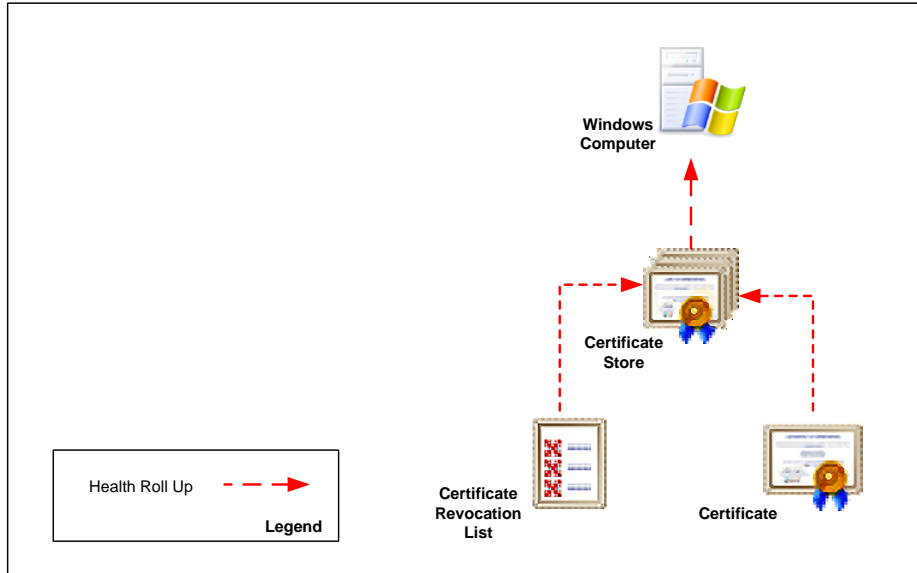 Windows
Computer
Certificate
Store
Certificate
Revocation
List
Certificate
Health Roll Up
Legend